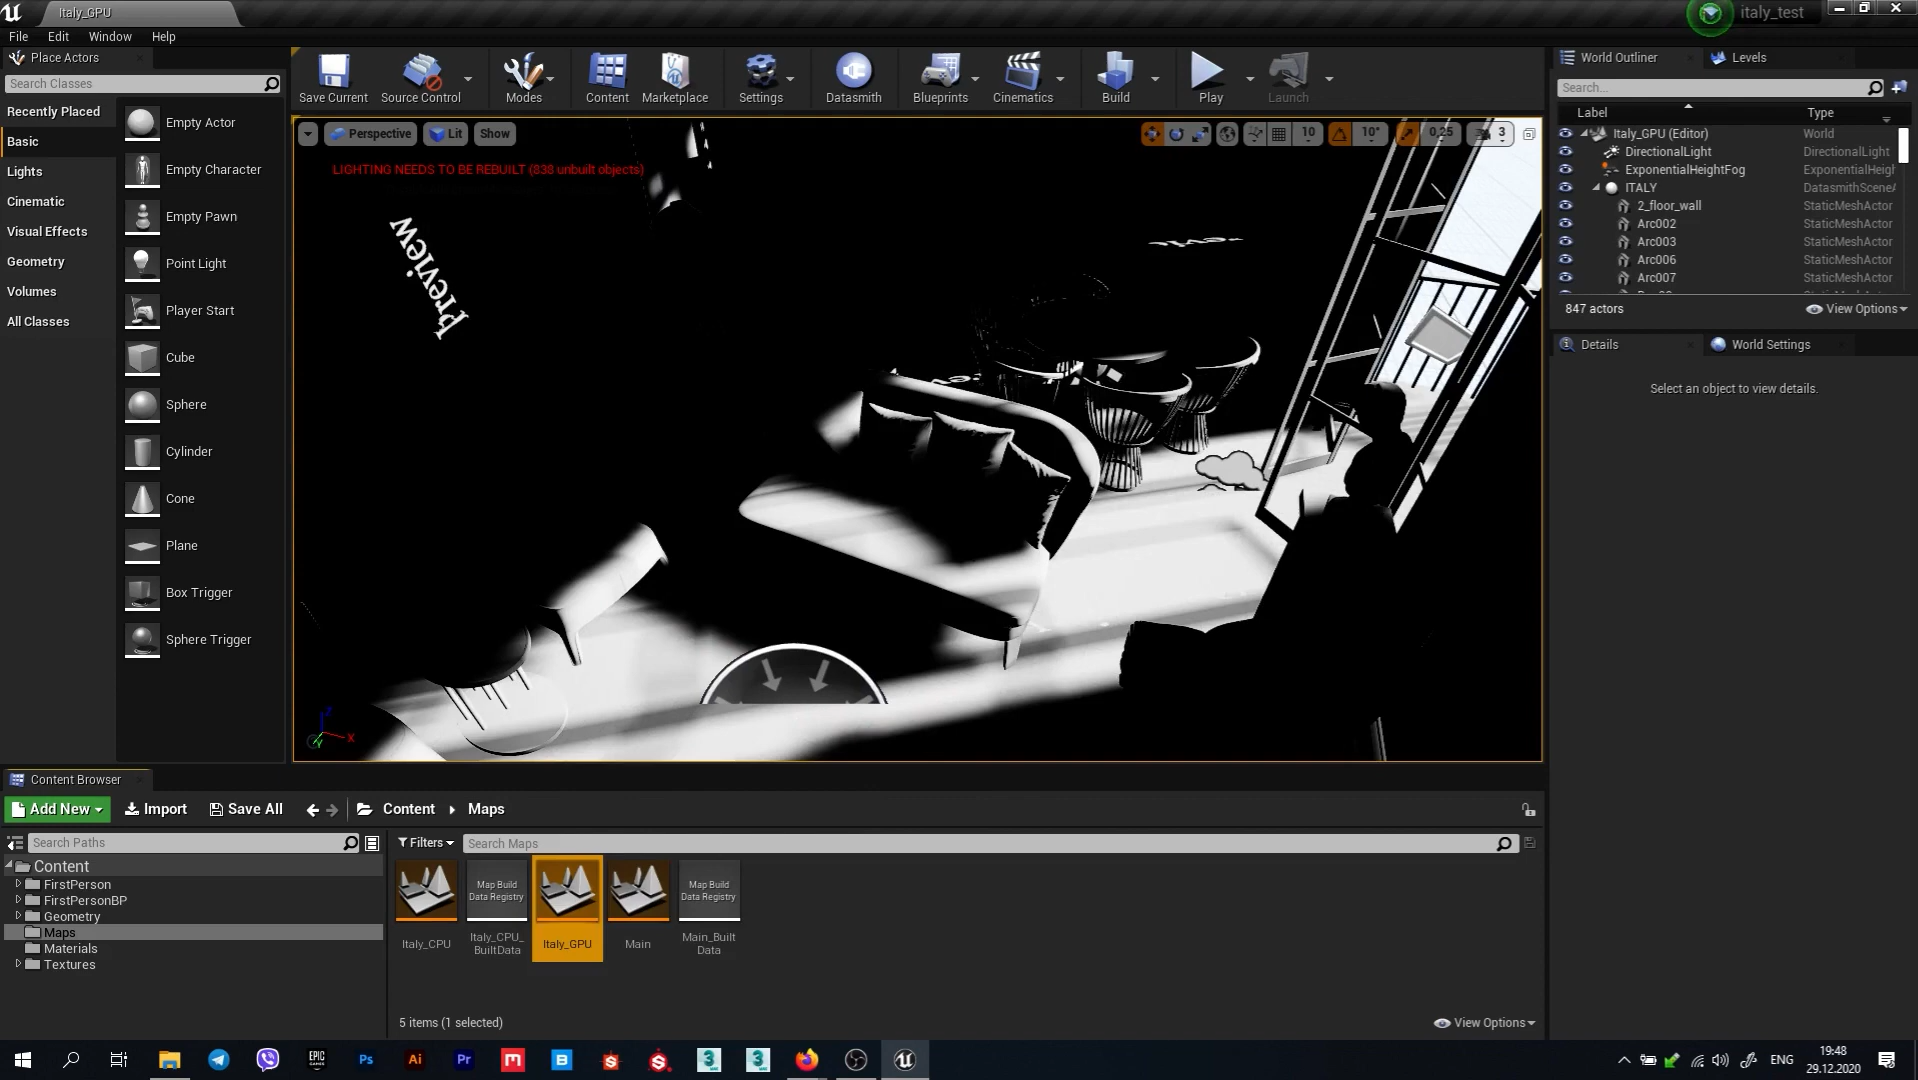 Italy_GPU
italy_test
File Edit Window Help
Place Actors
Search Classes
Recently Placed
Basic
Lights
Cinematic
Visual Effects
Geometry
Volumes
All Classes
Empty Actor
Empty Character
Empty Pawn
Point Light
Player Start
Cube
Sphere
Cylinder
Cone
Plane
Box Trigger
Sphere Trigger
Save Current Source Control Modes Content Marketplace Settings Datasmith Blueprints Cinematics Build Play Launch
Perspective Lit Show 10 10° 0.25 3
LIGHTING NEEDS TO BE REBUILT (838 unbuilt objects)
Preview
X
Y
World Outliner Levels
Search...
Label Type
Italy_GPU (Editor) World
DirectionalLight DirectionalLight
ExponentialHeightFog ExponentialHeigh
ITALY DatasmithSceneA
2_floor_wall StaticMeshActor
Arc002 StaticMeshActor
Arc003 StaticMeshActor
Arc006 StaticMeshActor
Arc007 StaticMeshActor
847 actors View Options
Details World Settings
Select an object to view details.
Content Browser
Add New Import Save All Content Maps
Search Paths
Content
FirstPerson
FirstPersonBP
Geometry
Maps
Materials
Textures
Filters Search Maps
Map Build
Data Registry
Map Build
Data Registry
Italy_CPU
Italy_CPU_
BuiltData
Italy_GPU
Main
Main_Built
Data
5 items (1 selected) View Options
EPIC
GAMES
Ps Ai Pr M B S S 3 3
ENG
19:48
29.12.2020